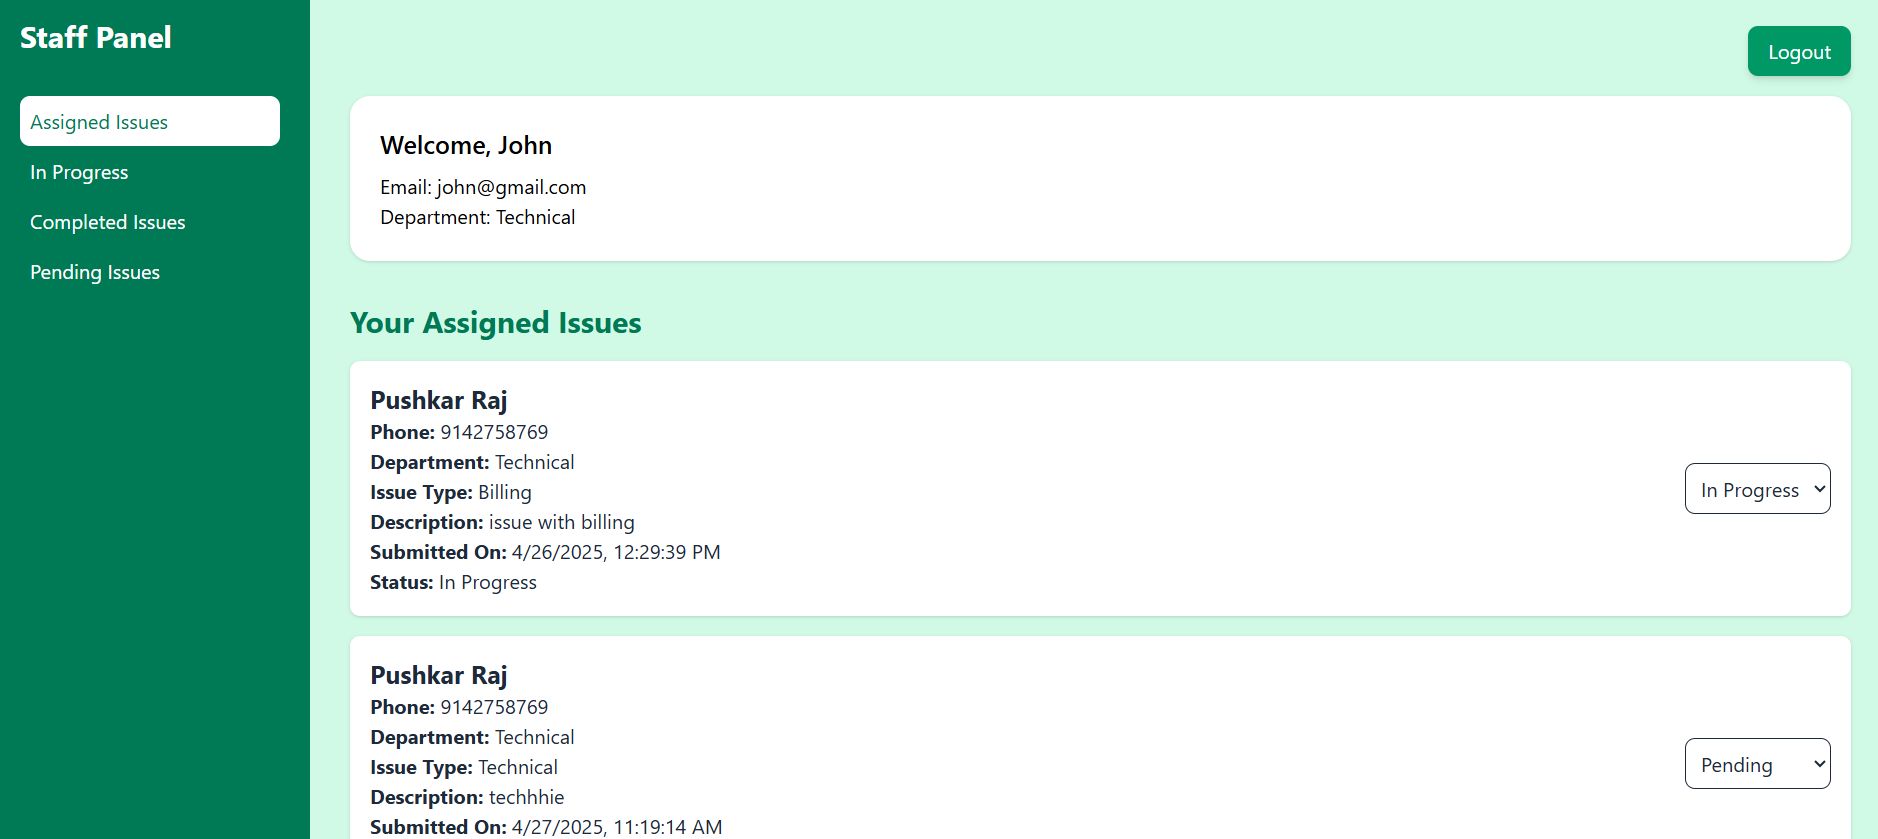 Staff Panel
Assigned Issues
In Progress
Completed Issues
Pending Issues
Logout
Welcome, John
Email: john@gmail.com
Department: Technical
Your Assigned Issues
Pushkar Raj
Phone: 9142758769
Department: Technical
Issue Type: Billing
Description: issue with billing
Submitted On: 4/26/2025, 12:29:39 PM
Status: In Progress
In Progress
Pushkar Raj
Phone: 9142758769
Department: Technical
Issue Type: Technical
Description: techhhie
Submitted On: 4/27/2025, 11:19:14 AM
Pending